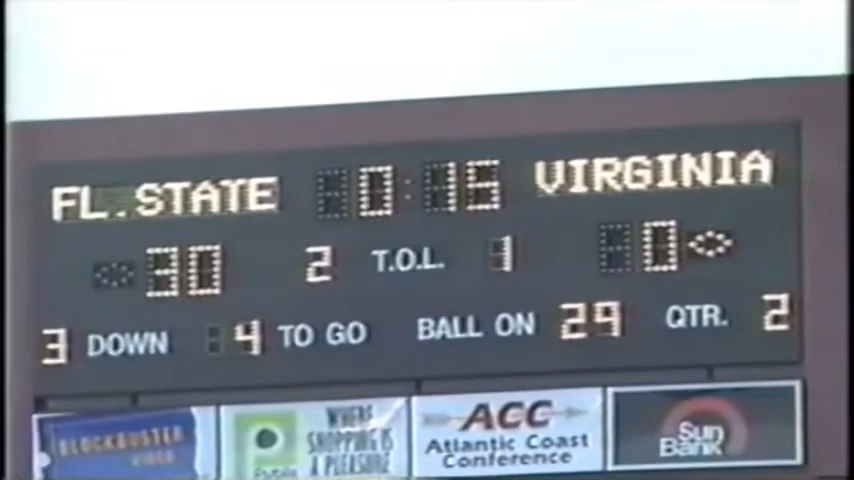 FL.STATE 0:15 VIRGINIA
30 2 T.O.L. 1 0
3 DOWN 4 TO GO BALL ON 29 QTR. 2
BLOCKBUSTER
VIDEO
Publix
WHERE
SHOPPING IS
A PLEASURE
ACC
Atlantic Coast
Conference
Sun
Bank